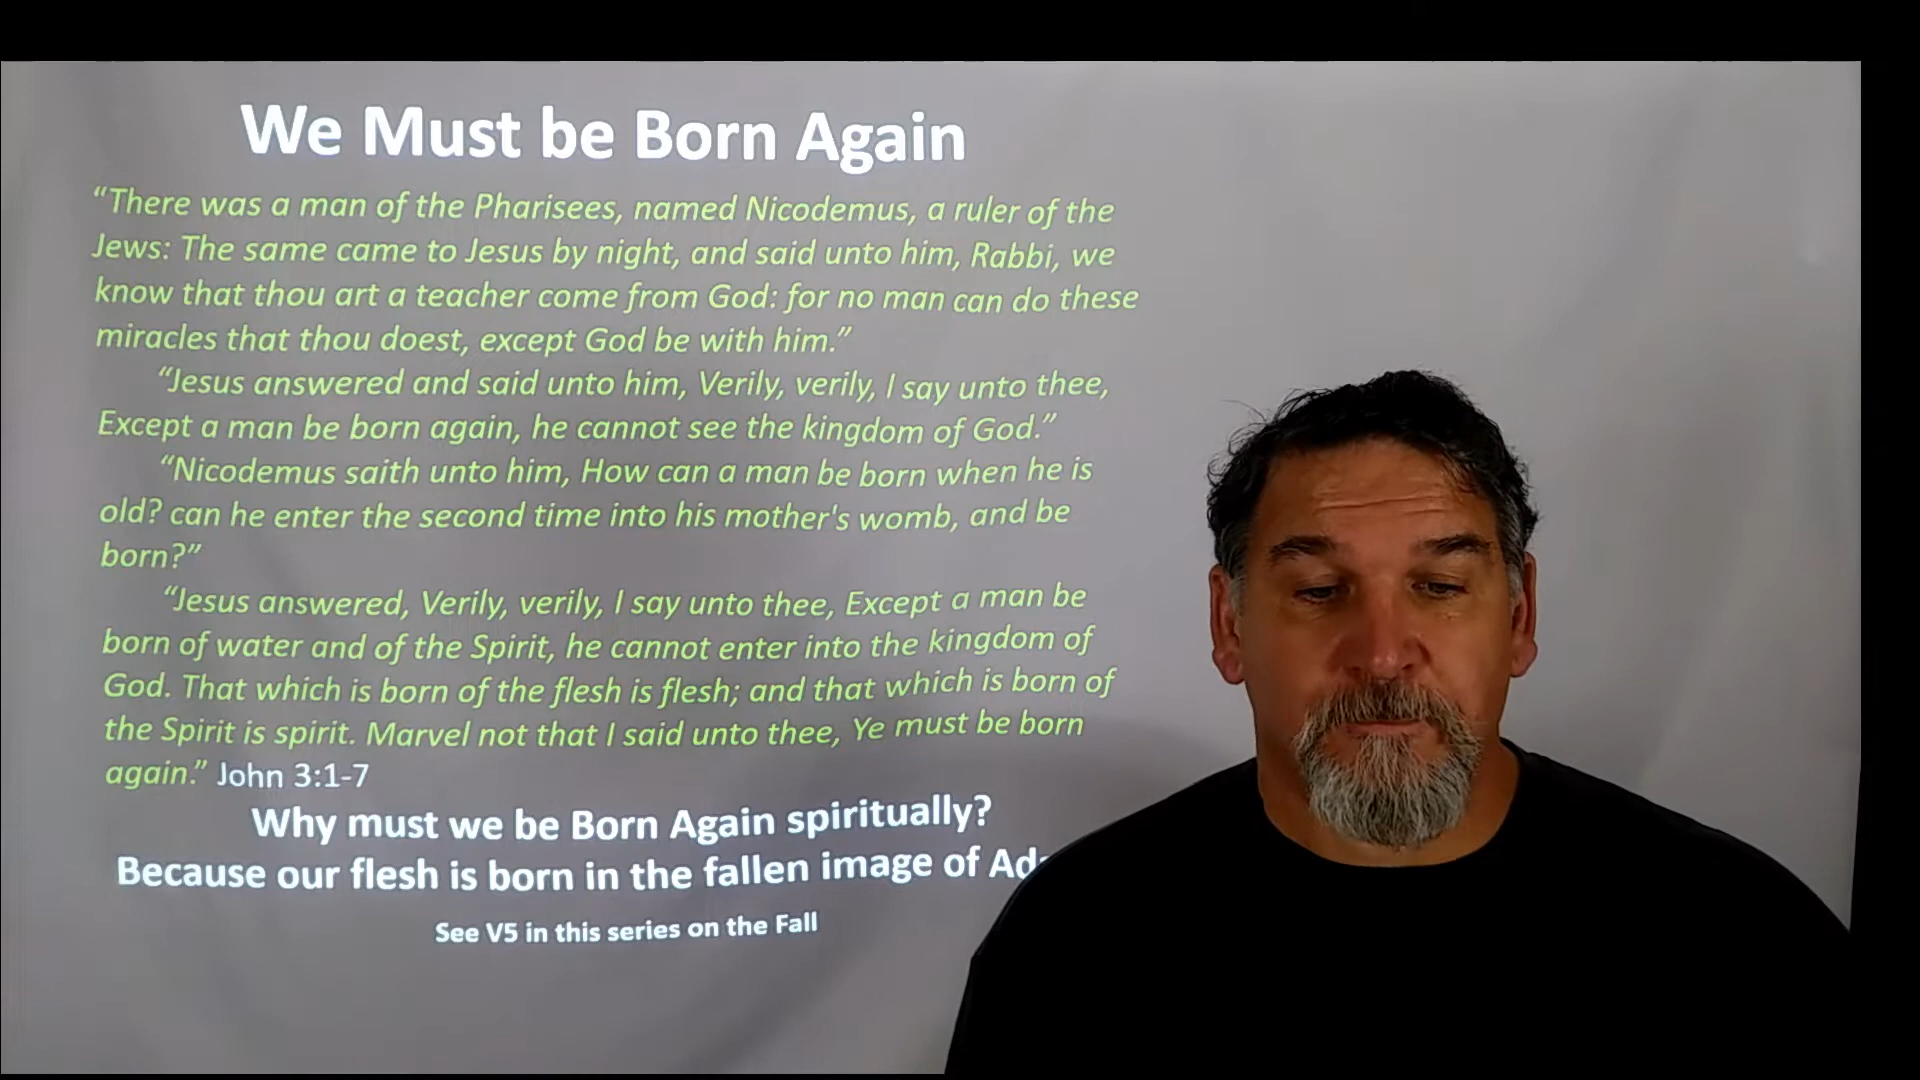 We Must be Born Again
“There was a man of the Pharisees, named Nicodemus, a ruler of the
Jews: The same came to Jesus by night, and said unto him, Rabbi, we
know that thou art a teacher come from God: for no man can do these
miracles that thou doest, except God be with him.”
“Jesus answered and said unto him, Verily, verily, I say unto thee,
Except a man be born again, he cannot see the kingdom of God.”
“Nicodemus saith unto him, How can a man be born when he is
old? can he enter the second time into his mother's womb, and be
born?”
“Jesus answered, Verily, verily, I say unto thee, Except a man be
born of water and of the Spirit, he cannot enter into the kingdom of
God. That which is born of the flesh is flesh; and that which is born of
the Spirit is spirit. Marvel not that I said unto thee, Ye must be born
again.” John 3:1-7
Why must we be Born Again spiritually?
Because our flesh is born in the fallen image of
See V5 in this series on the Fall